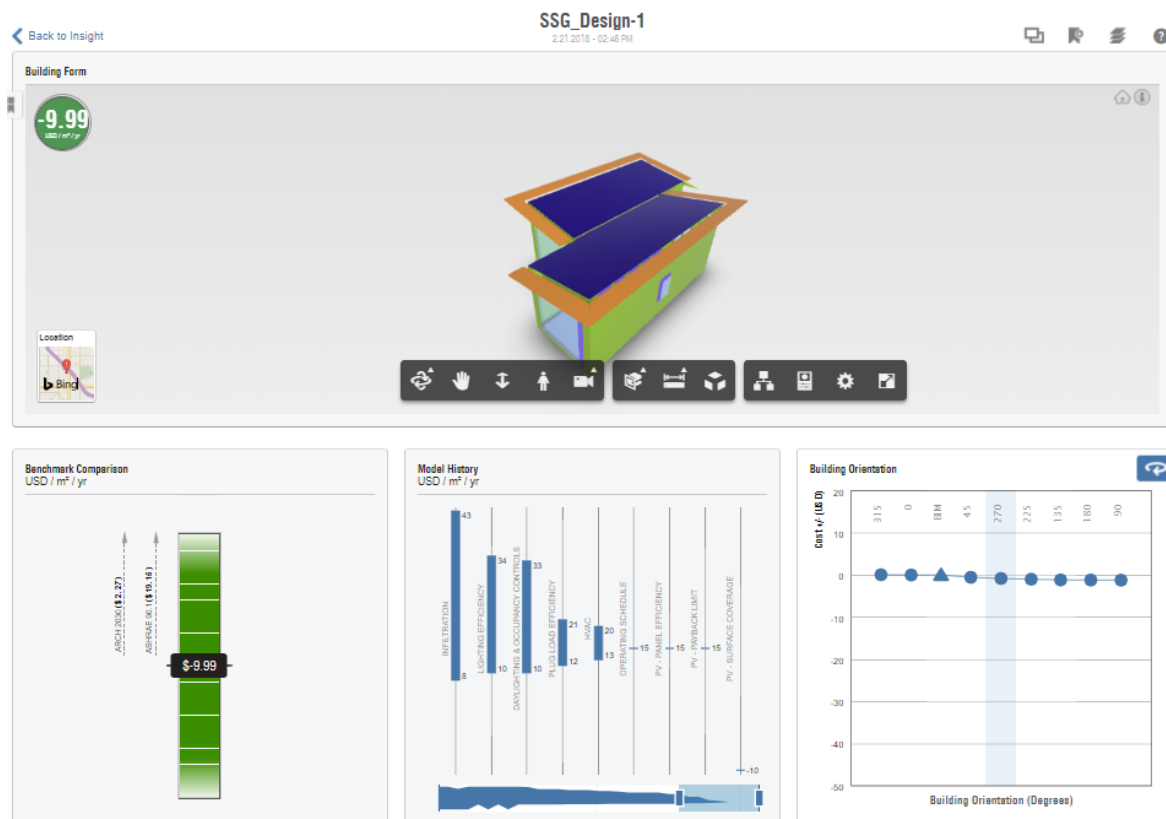 SSG_Design-1
Back to Insight
2.21.2018 - 02:45 PM
Building Form
-9.99
USD / m² / yr
Location
Bing
Benchmark Comparison
USD / m² / yr
ARCH 2030 ($2.27)
ASHRAE 90.1 ($19.16)
$-9.99
Model History
USD / m² / yr
INFILTRATION
43
8
LIGHTING EFFICIENCY
34
10
DAYLIGHTING & OCCUPANCY CONTROLS
33
10
PLUG LOAD EFFICIENCY
21
12
HVAC
20
13
OPERATING SCHEDULE
15
PV - PANEL EFFICIENCY
15
PV - PAYBACK LIMIT
15
PV - SURFACE COVERAGE
-10
Building Orientation
Cost +/- (USD)
20
10
0
-10
-20
-30
-40
-50
315
0
BIM
45
270
225
135
180
90
Building Orientation (Degrees)